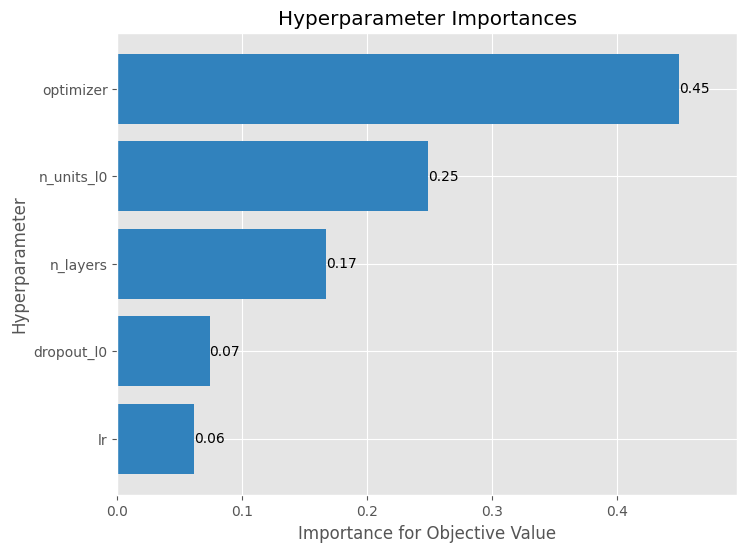 Hyperparameter Importances
Hyperparameter
optimizer
0.45
n_units_l0
0.25
n_layers
0.17
dropout_l0
0.07
lr
0.06
0.0
0.1
0.2
0.3
0.4
Importance for Objective Value